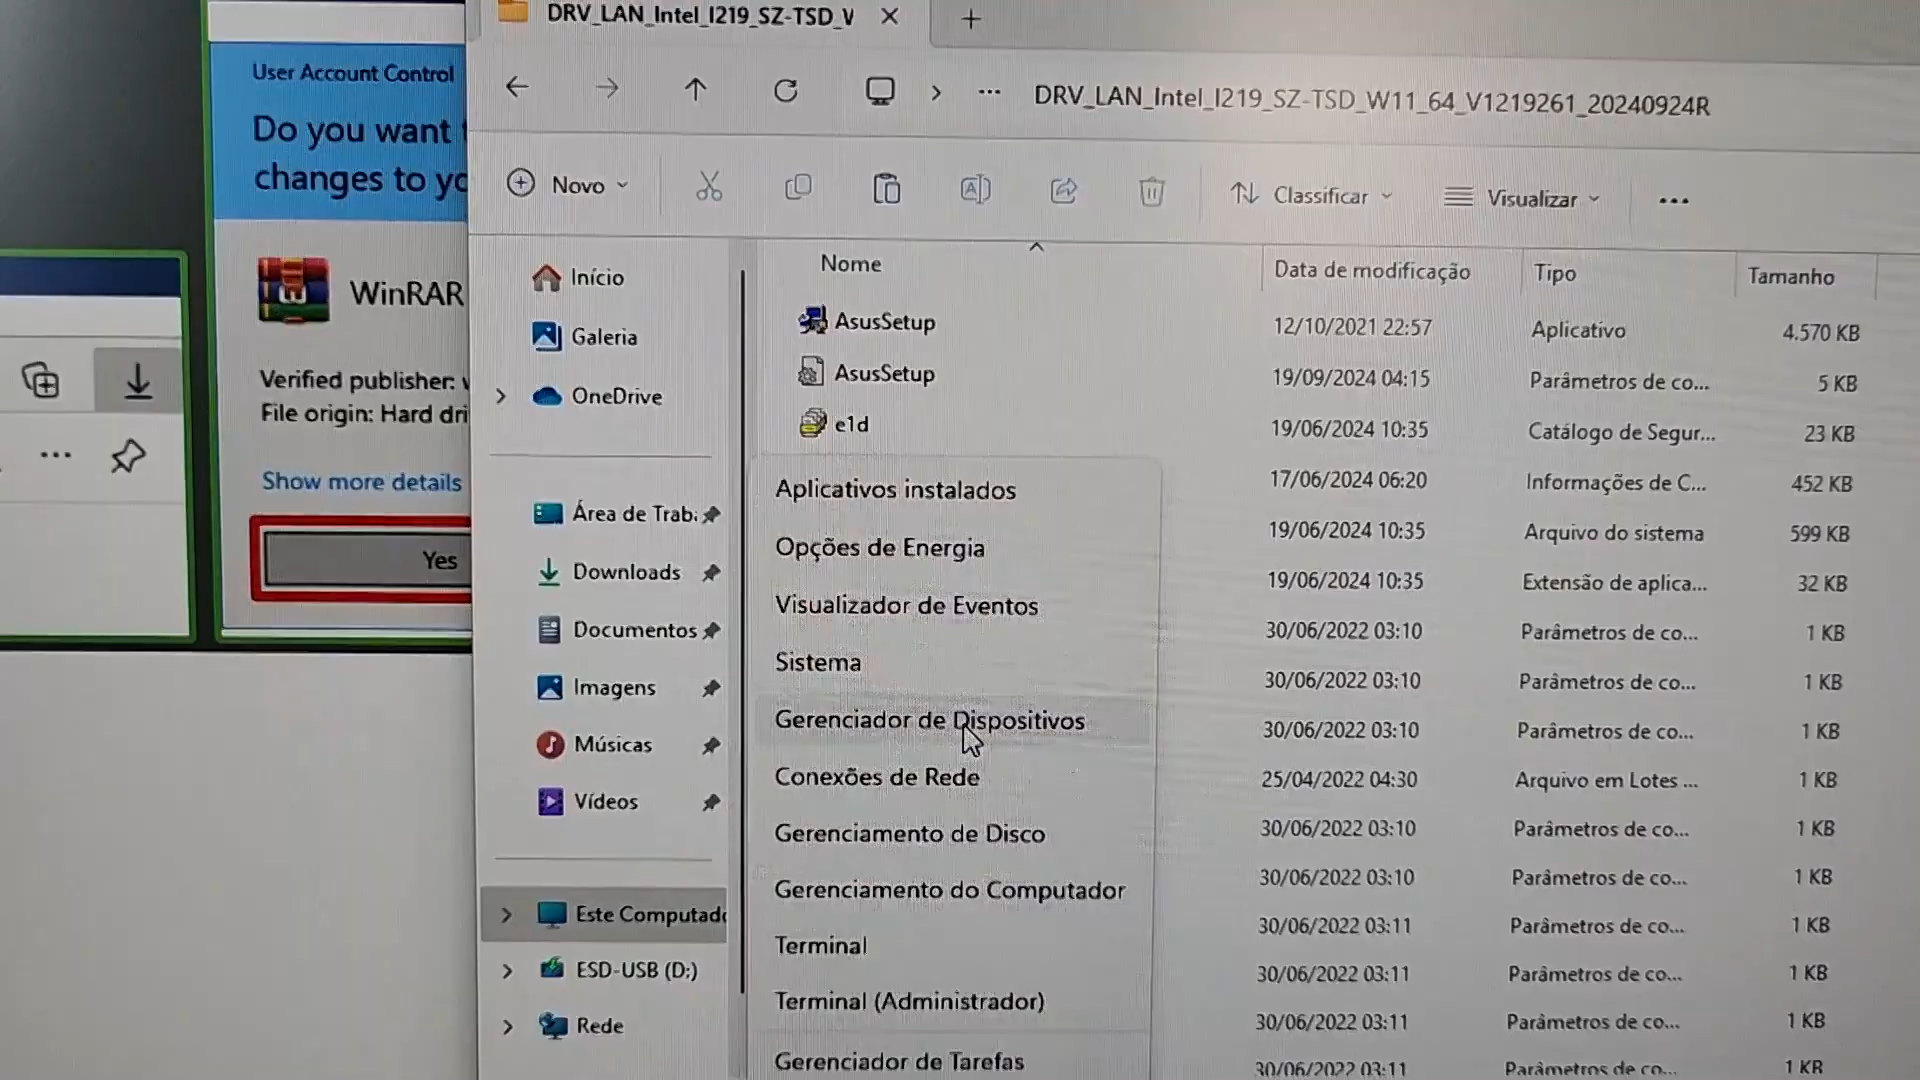 DRV_LAN_Intel_I219_SZ-TSD_V
User Account Control
Do you want
changes to yo
WinRAR
Verified publisher:
File origin: Hard dri
Show more details
Yes
DRV_LAN_Intel_I219_SZ-TSD_W11_64_V1219261_20240924R
Novo
Classificar
Visualizar
Início
Galeria
OneDrive
Área de Trab
Downloads
Documentos
Imagens
Músicas
Vídeos
Este Computad
ESD-USB (D:)
Rede
Nome Data de modificação Tipo Tamanho
AsusSetup 12/10/2021 22:57 Aplicativo 4.570 KB
AsusSetup 19/09/2024 04:15 Parâmetros de co... 5 KB
e1d 19/06/2024 10:35 Catálogo de Segur... 23 KB
17/06/2024 06:20 Informações de C... 452 KB
19/06/2024 10:35 Arquivo do sistema 599 KB
19/06/2024 10:35 Extensão de aplica... 32 KB
30/06/2022 03:10 Parâmetros de co... 1 KB
30/06/2022 03:10 Parâmetros de co... 1 KB
30/06/2022 03:10 Parâmetros de co... 1 KB
25/04/2022 04:30 Arquivo em Lotes ... 1 KB
30/06/2022 03:10 Parâmetros de co... 1 KB
30/06/2022 03:10 Parâmetros de co... 1 KB
30/06/2022 03:11 Parâmetros de co... 1 KB
30/06/2022 03:11 Parâmetros de co... 1 KB
30/06/2022 03:11 Parâmetros de co... 1 KB
30/06/2022 03:11 Parâmetros de co... 1 KB
Aplicativos instalados
Opções de Energia
Visualizador de Eventos
Sistema
Gerenciador de Dispositivos
Conexões de Rede
Gerenciamento de Disco
Gerenciamento do Computador
Terminal
Terminal (Administrador)
Gerenciador de Tarefas